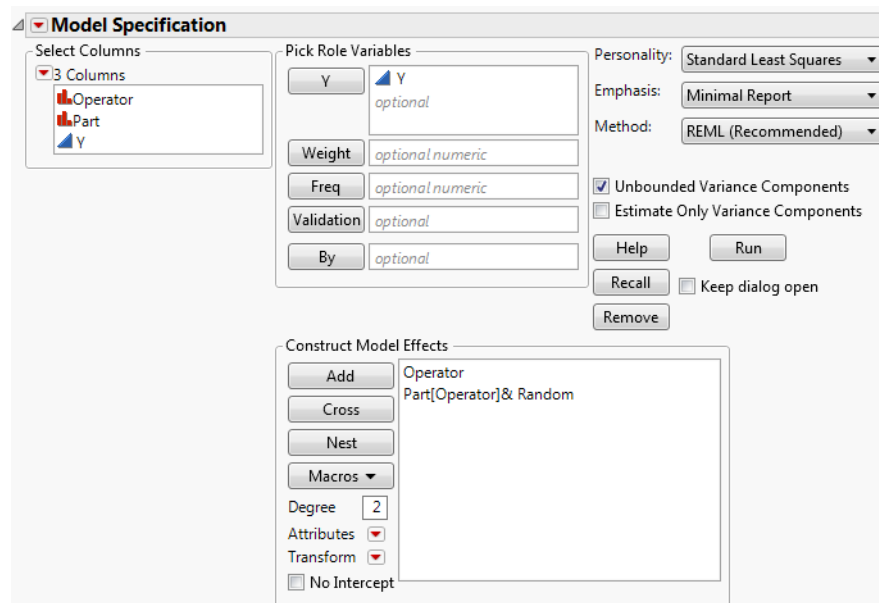 Model Specification
Select Columns
3 Columns
Operator
Part
Y
Pick Role Variables
Y
Y
optional
Weight
optional numeric
Freq
optional numeric
Validation
optional
By
optional
Personality:
Standard Least Squares
Emphasis:
Minimal Report
Method:
REML (Recommended)
Unbounded Variance Components
Estimate Only Variance Components
Help
Run
Recall
Keep dialog open
Remove
Construct Model Effects
Add
Cross
Nest
Macros
Degree
2
Attributes
Transform
No Intercept
Operator
Part[Operator]& Random